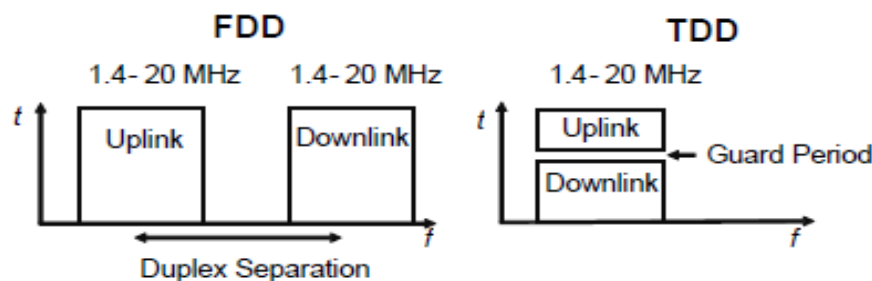 FDD
1.4- 20 MHz
1.4- 20 MHz
t
Uplink
Downlink
f
Duplex Separation
TDD
1.4- 20 MHz
t
Uplink
Guard Period
Downlink
f